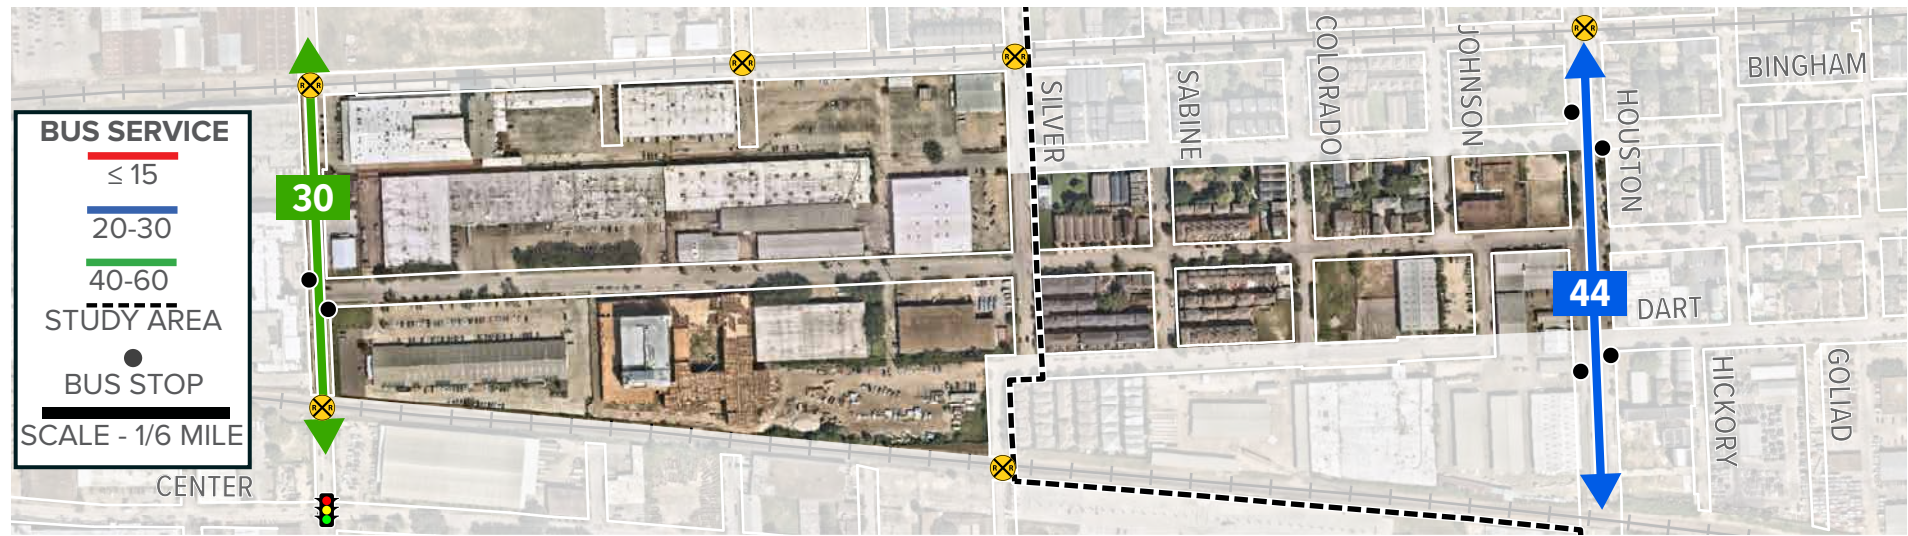 BUS SERVICE
≤ 15
20-30
40-60
STUDY AREA
BUS STOP
SCALE - 1/6 MILE
CENTER
30
R R
R R
R R
R R
R R
R R
SILVER
SABINE
COLORADO
JOHNSON
HOUSTON
BINGHAM
44
DART
HICKORY
GOLIAD